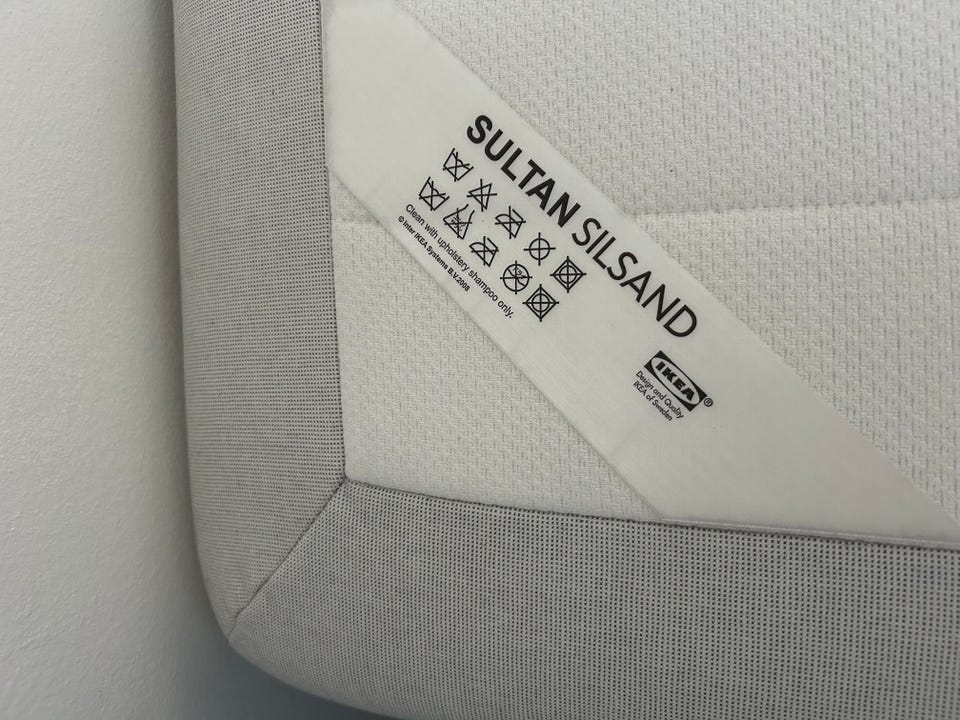 SULTAN SILSAND
Clean with upholstery shampoo only.
© Inter IKEA Systems B.V.2008
IKEA®
Design and Quality
IKEA of Sweden